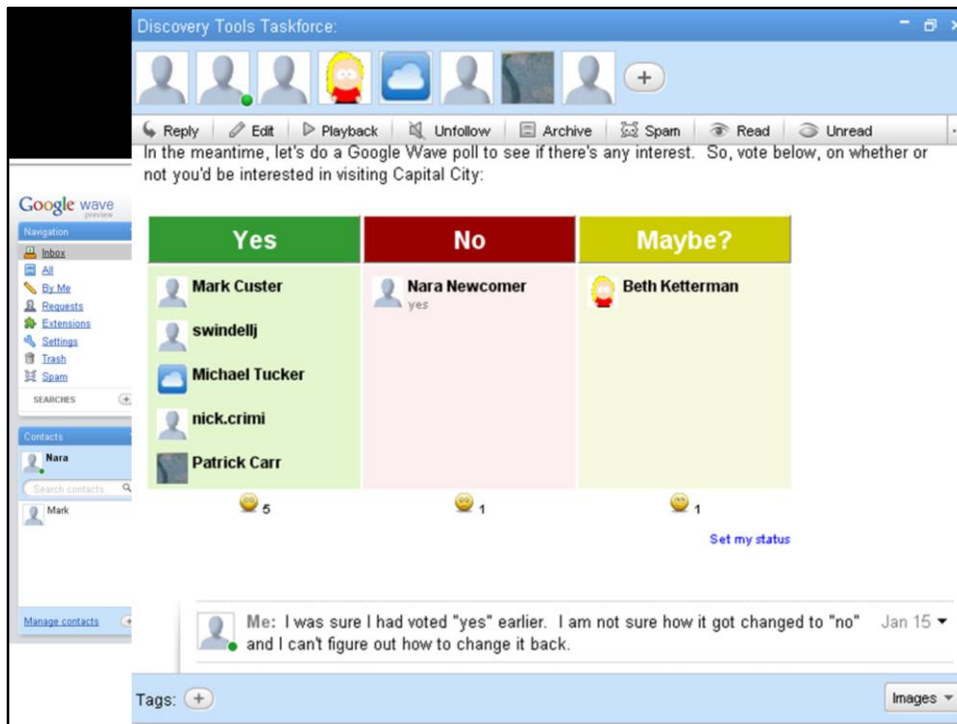 Discovery Tools Taskforce:
Reply Edit Playback Unfollow Archive Spam Read Unread
In the meantime, let's do a Google Wave poll to see if there's any interest. So, vote below, on whether or
not you'd be interested in visiting Capital City:
Google wave
preview
Navigation
Inbox
All
By Me
Requests
Extensions
Settings
Trash
Spam
SEARCHES
Contacts
Nara
Search contacts
Mark
Manage contacts
Yes No Maybe?
Mark Custer
swindellj
Michael Tucker
nick.crimi
Patrick Carr
5
Nara Newcomer
yes
1
Beth Ketterman
1
Set my status
Me: I was sure I had voted "yes" earlier. I am not sure how it got changed to "no" Jan 15
and I can't figure out how to change it back.
Tags:
Images